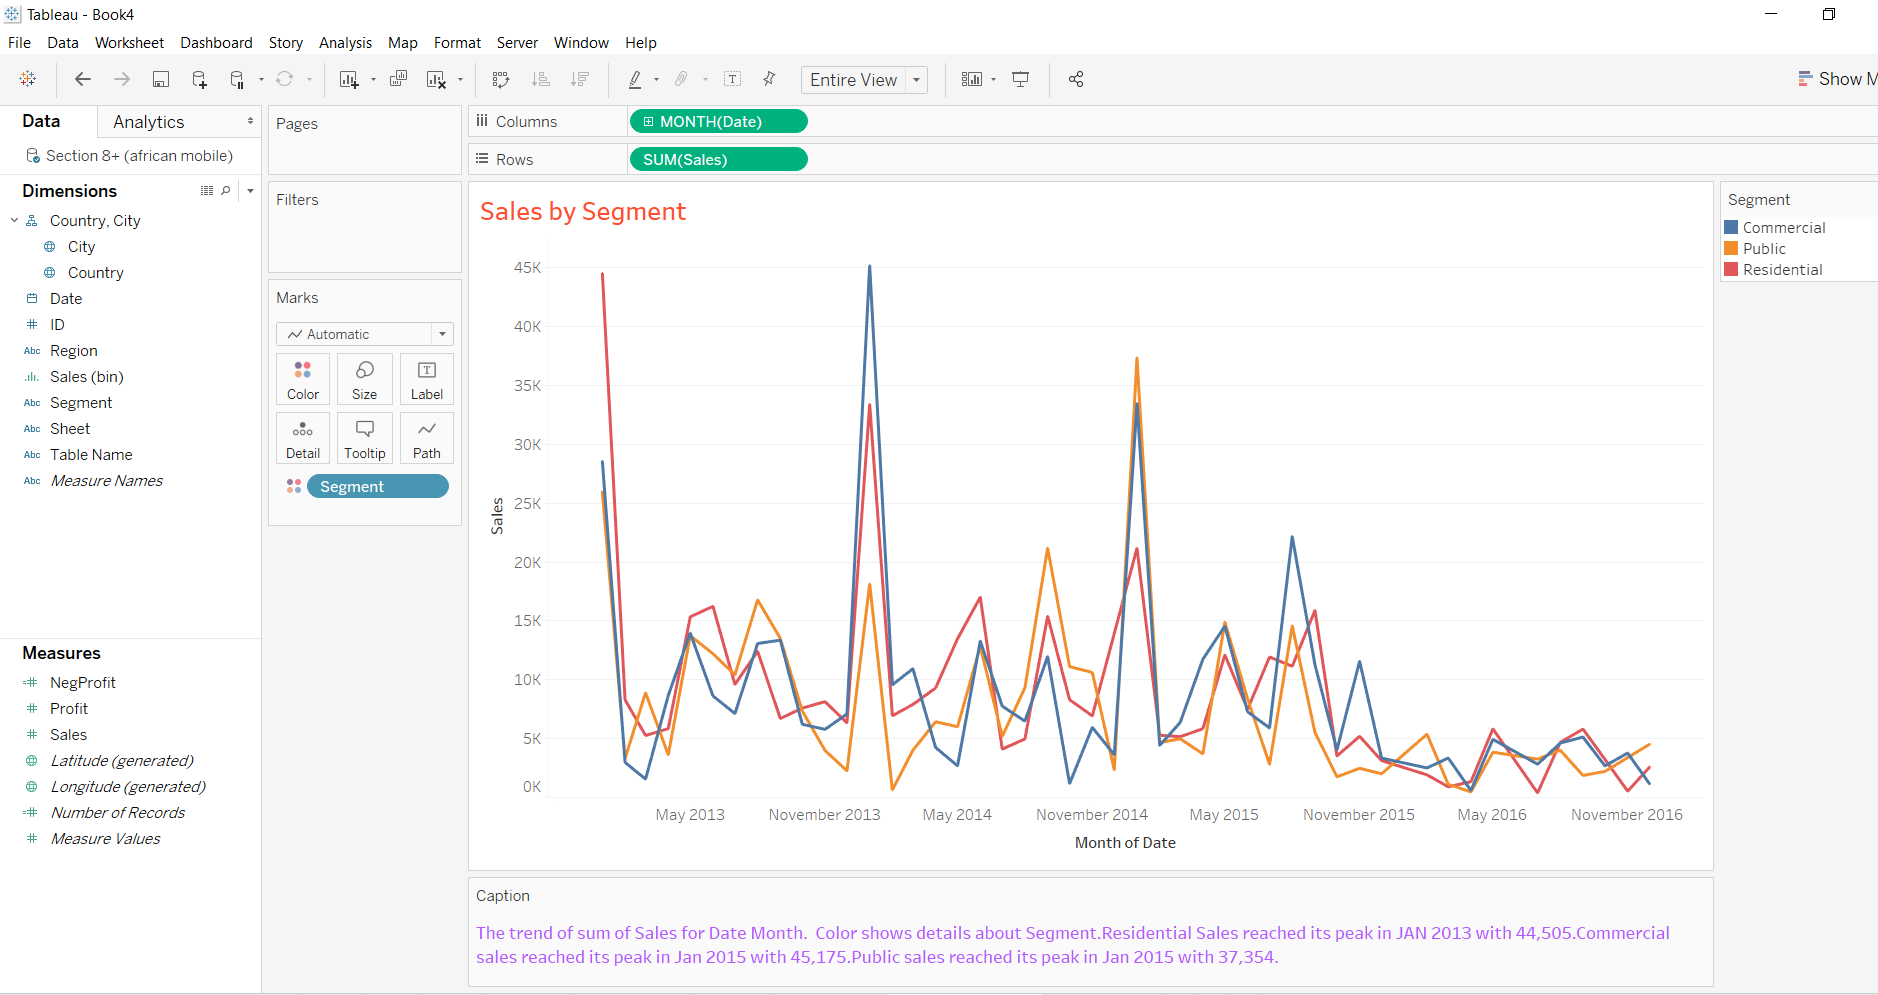 Tableau - Book4
File Data Worksheet Dashboard Story Analysis Map Format Server Window Help
Entire View
Data Analytics
Section 8+ (african mobile)
Dimensions
Country, City
City
Country
Date
ID
Abc Region
Sales (bin)
Abc Segment
Abc Sheet
Abc Table Name
Abc Measure Names
Measures
NegProfit
Profit
Sales
Latitude (generated)
Longitude (generated)
Number of Records
Measure Values
Pages
Filters
Marks
Automatic
Color Size Label
Detail Tooltip Path
Segment
Columns MONTH(Date)
Rows SUM(Sales)
Sales by Segment
45K
40K
35K
30K
25K
20K
15K
10K
5K
0K
Sales
May 2013 November 2013 May 2014 November 2014 May 2015 November 2015 May 2016 November 2016
Month of Date
Caption
The trend of sum of Sales for Date Month. Color shows details about Segment.Residential Sales reached its peak in JAN 2013 with 44,505.Commercial
sales reached its peak in Jan 2015 with 45,175.Public sales reached its peak in Jan 2015 with 37,354.
Show M
Segment
Commercial
Public
Residential